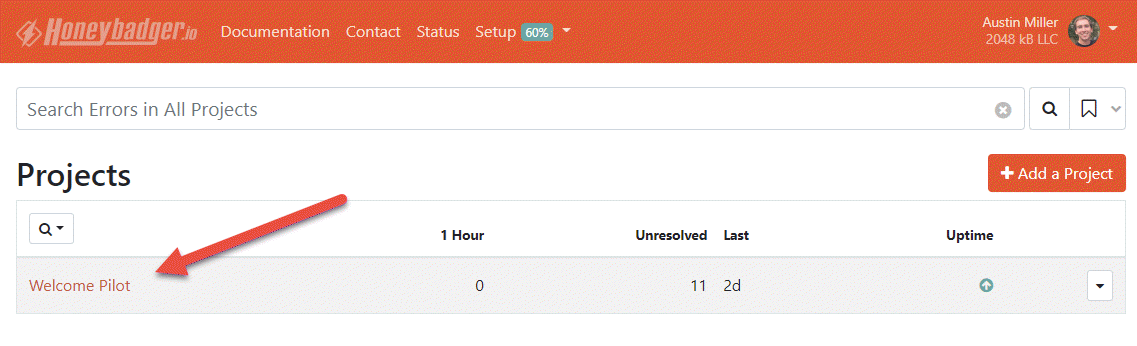 Honeybadger.io Documentation Contact Status Setup 60% Austin Miller
2048 kB LLC
Search Errors in All Projects
Projects
Add a Project
1 Hour Unresolved Last Uptime
Welcome Pilot 0 11 2d